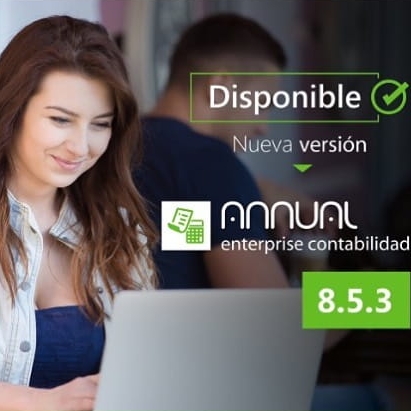 Disponible
Nueva versión
ANNUAL
enterprise contabilidad
8.5.3